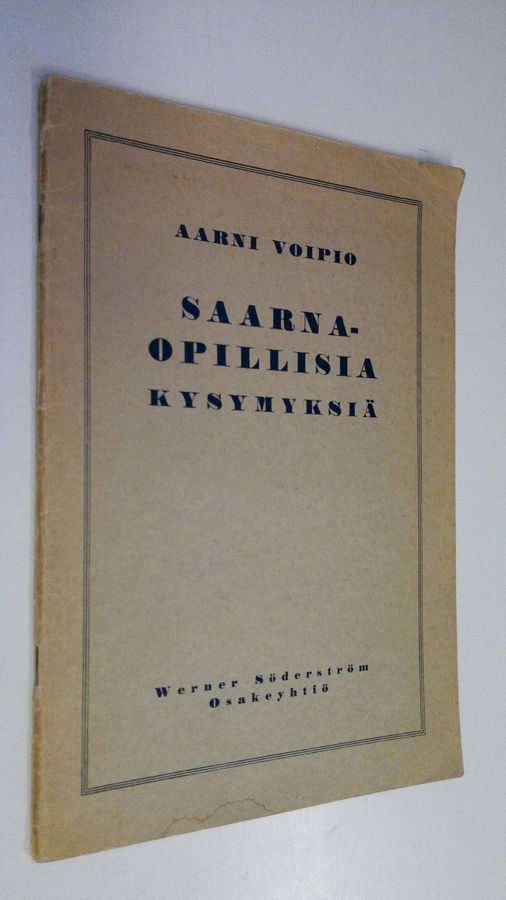 AARNI VOIPIO
SAARNA-
OPILLISIA
KYSYMYKSIÄ
Werner Söderström
Osakeyhtiö